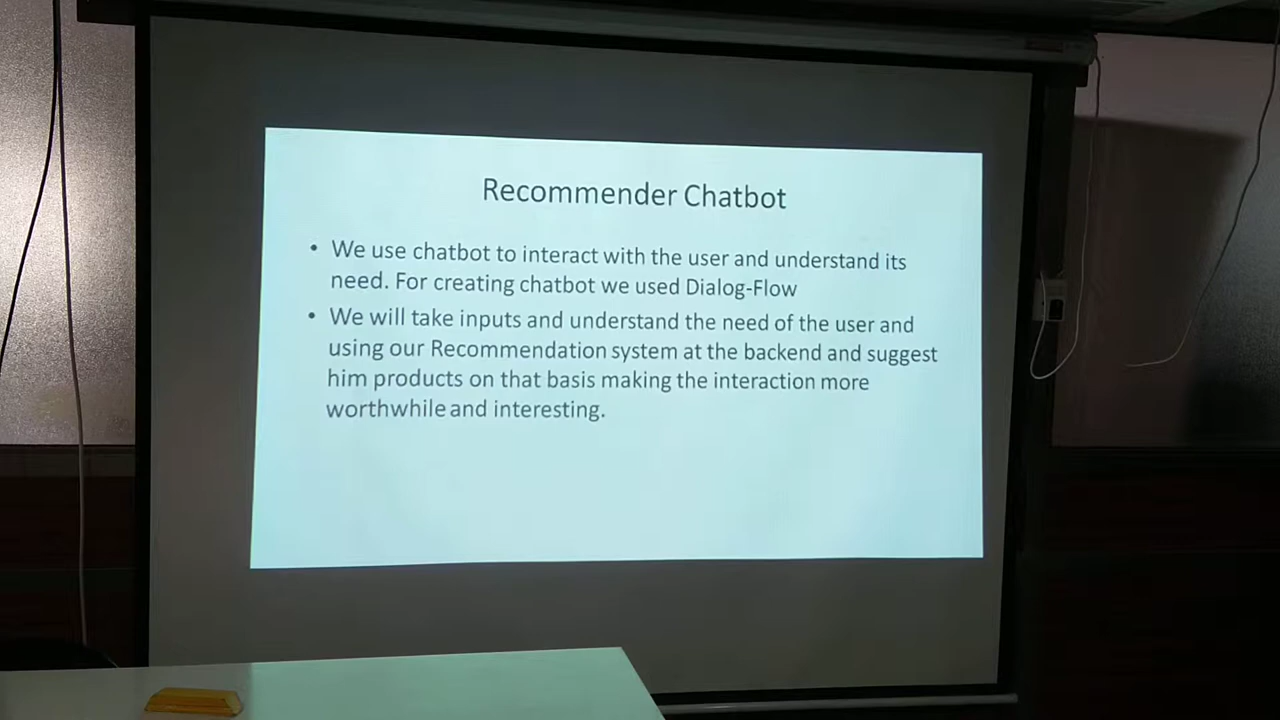 Recommender Chatbot
• We use chatbot to interact with the user and understand its
need. For creating chatbot we used Dialog-Flow
• We will take inputs and understand the need of the user and
using our Recommendation system at the backend and suggest
him products on that basis making the interaction more
worthwhile and interesting.